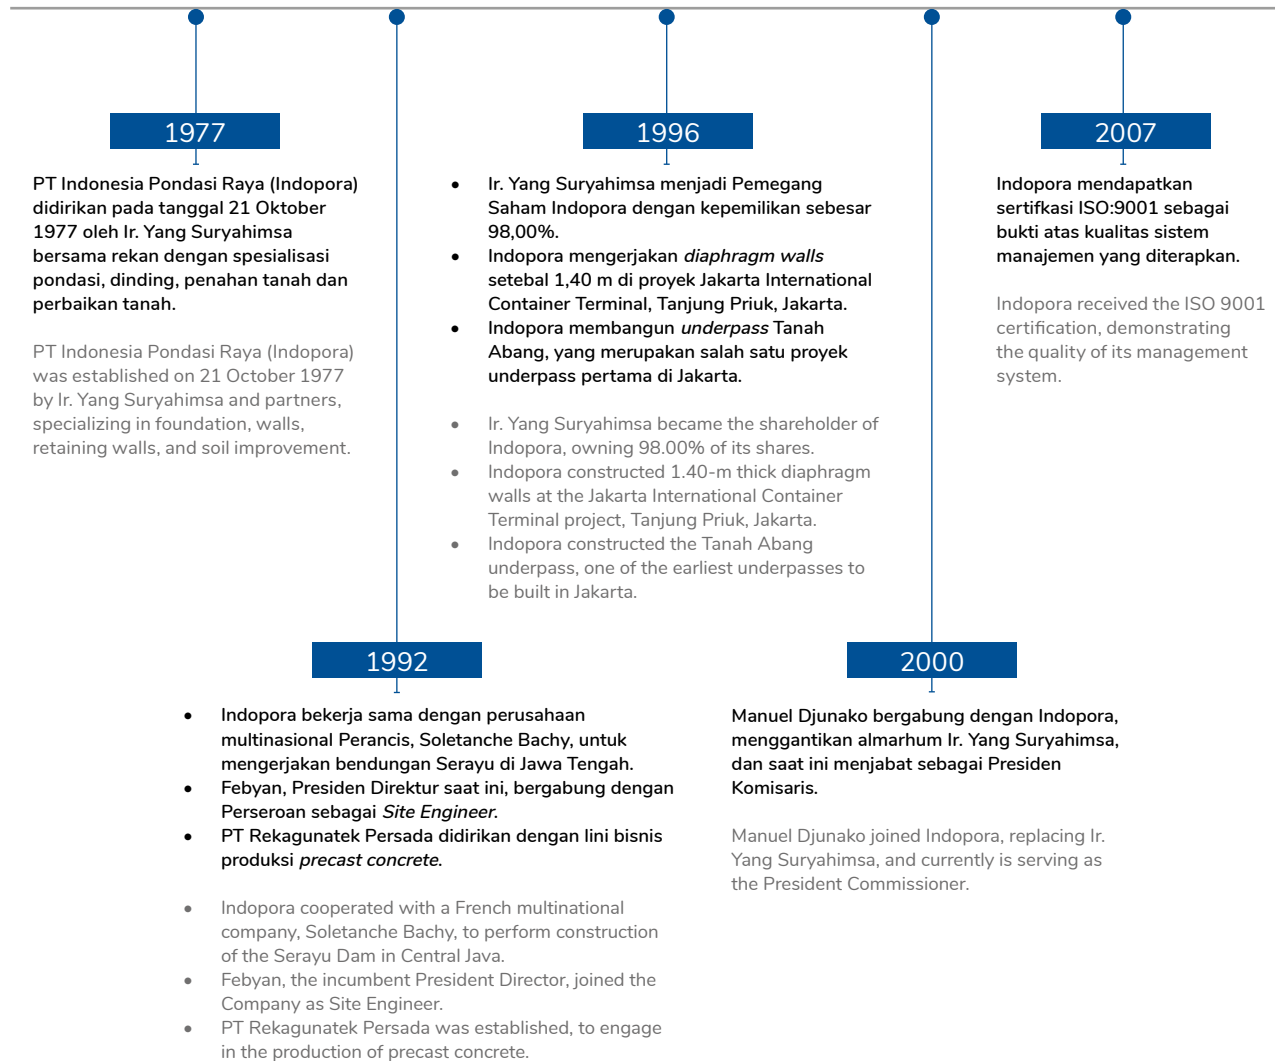 1977
PT Indonesia Pondasi Raya (Indopora)
didirikan pada tanggal 21 Oktober
1977 oleh Ir. Yang Suryahimsa
bersama rekan dengan spesialisasi
pondasi, dinding, penahan tanah dan
perbaikan tanah.
PT Indonesia Pondasi Raya (Indopora)
was established on 21 October 1977
by Ir. Yang Suryahimsa and partners,
specializing in foundation, walls,
retaining walls, and soil improvement.
1992
• Indopora bekerja sama dengan perusahaan
multinasional Perancis, Soletanche Bachy, untuk
mengerjakan bendungan Serayu di Jawa Tengah.
• Febyan, Presiden Direktur saat ini, bergabung dengan
Perseroan sebagai Site Engineer.
• PT Rekagunatek Persada didirikan dengan lini bisnis
produksi precast concrete.
• Indopora cooperated with a French multinational
company, Soletanche Bachy, to perform construction
of the Serayu Dam in Central Java.
• Febyan, the incumbent President Director, joined the
Company as Site Engineer.
• PT Rekagunatek Persada was established, to engage
in the production of precast concrete.
1996
• Ir. Yang Suryahimsa menjadi Pemegang
Saham Indopora dengan kepemilikan sebesar
98,00%.
• Indopora mengerjakan diaphragm walls
setebal 1,40 m di proyek Jakarta International
Container Terminal, Tanjung Priuk, Jakarta.
• Indopora membangun underpass Tanah
Abang, yang merupakan salah satu proyek
underpass pertama di Jakarta.
• Ir. Yang Suryahimsa became the shareholder of
Indopora, owning 98.00% of its shares.
• Indopora constructed 1.40-m thick diaphragm
walls at the Jakarta International Container
Terminal project, Tanjung Priuk, Jakarta.
• Indopora constructed the Tanah Abang
underpass, one of the earliest underpasses to
be built in Jakarta.
2000
Manuel Djunako bergabung dengan Indopora,
menggantikan almarhum Ir. Yang Suryahimsa,
dan saat ini menjabat sebagai Presiden
Komisaris.
Manuel Djunako joined Indopora, replacing Ir.
Yang Suryahimsa, and currently is serving as
the President Commissioner.
2007
Indopora mendapatkan
sertifkasi ISO:9001 sebagai
bukti atas kualitas sistem
manajemen yang diterapkan.
Indopora received the ISO 9001
certification, demonstrating
the quality of its management
system.